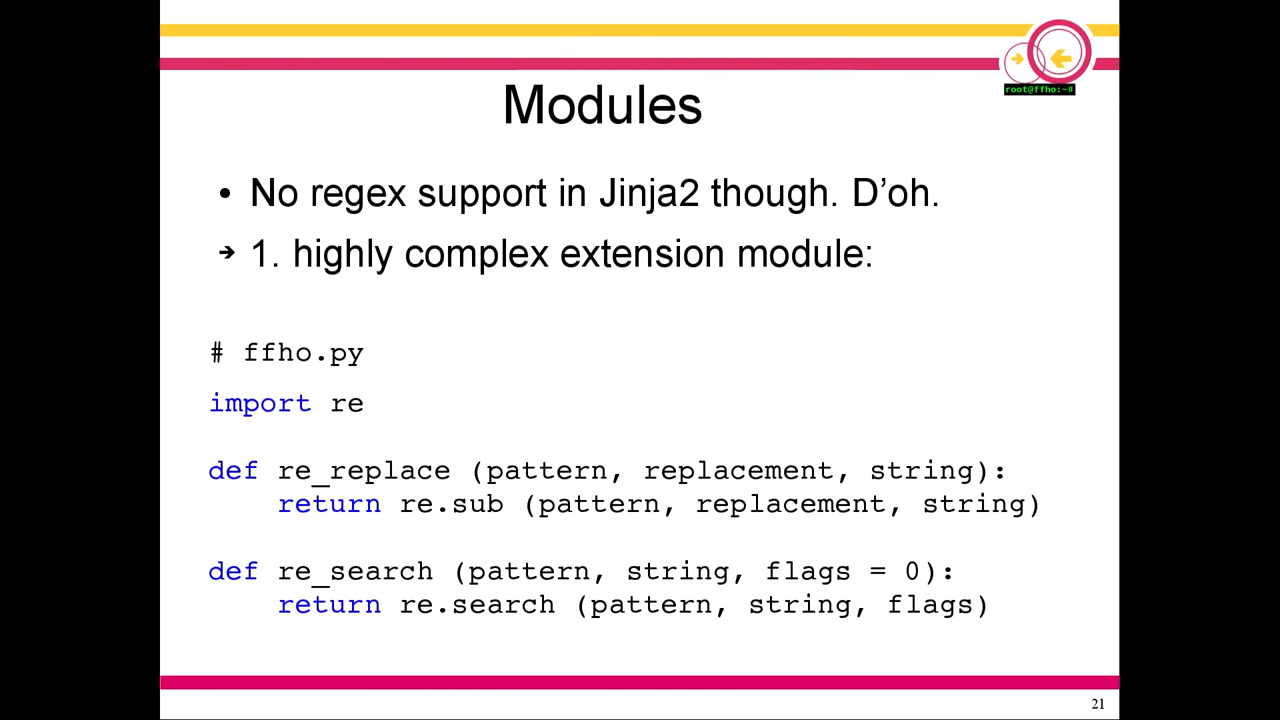 root@ffho:~#
Modules
• No regex support in Jinja2 though. D’oh.
➔ 1. highly complex extension module:
# ffho.py
import re
def re_replace (pattern, replacement, string):
    return re.sub (pattern, replacement, string)
def re_search (pattern, string, flags = 0):
    return re.search (pattern, string, flags)
21